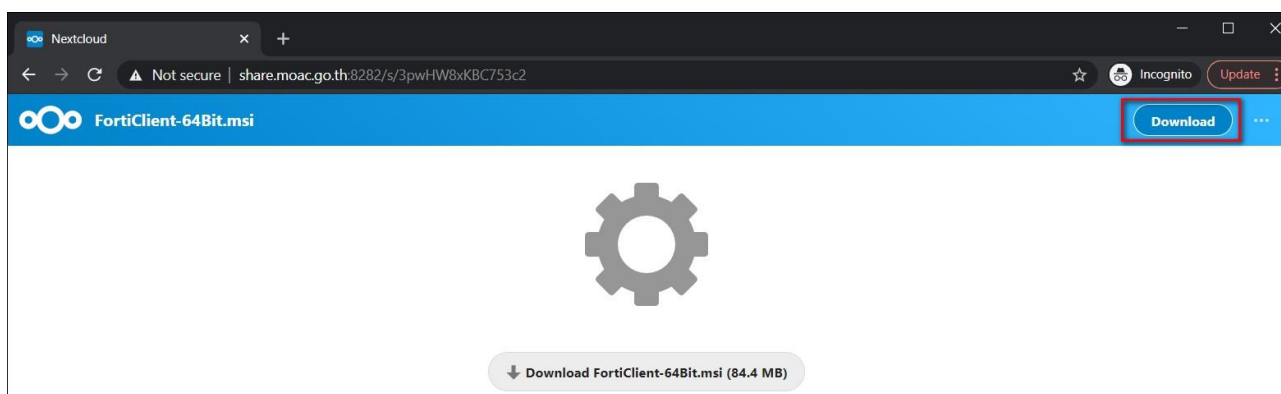 Nextcloud
Not secure | share.moac.go.th:8282/s/3pwHW8xKBC753c2 Incognito Update
FortiClient-64Bit.msi Download
Download FortiClient-64Bit.msi (84.4 MB)